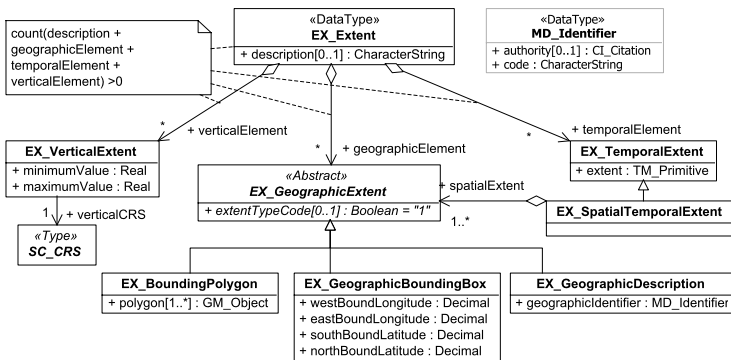 count(description +
geographicElement +
temporalElement +
verticalElement) >0
«DataType»
EX_Extent
+ description[0..1] : CharacterString
«DataType»
MD_Identifier
+ authority[0..1] : CI_Citation
+ code : CharacterString
*
+ verticalElement
*
+ geographicElement
*
+ temporalElement
EX_VerticalExtent
+ minimumValue : Real
+ maximumValue : Real
1
+ verticalCRS
«Type»
SC_CRS
«Abstract»
EX_GeographicExtent
+ extentTypeCode[0..1] : Boolean = "1"
+ spatialExtent
1..*
EX_TemporalExtent
+ extent : TM_Primitive
EX_SpatialTemporalExtent
EX_BoundingPolygon
+ polygon[1..*] : GM_Object
EX_GeographicBoundingBox
+ westBoundLongitude : Decimal
+ eastBoundLongitude : Decimal
+ southBoundLatitude : Decimal
+ northBoundLatitude : Decimal
EX_GeographicDescription
+ geographicIdentifier : MD_Identifier